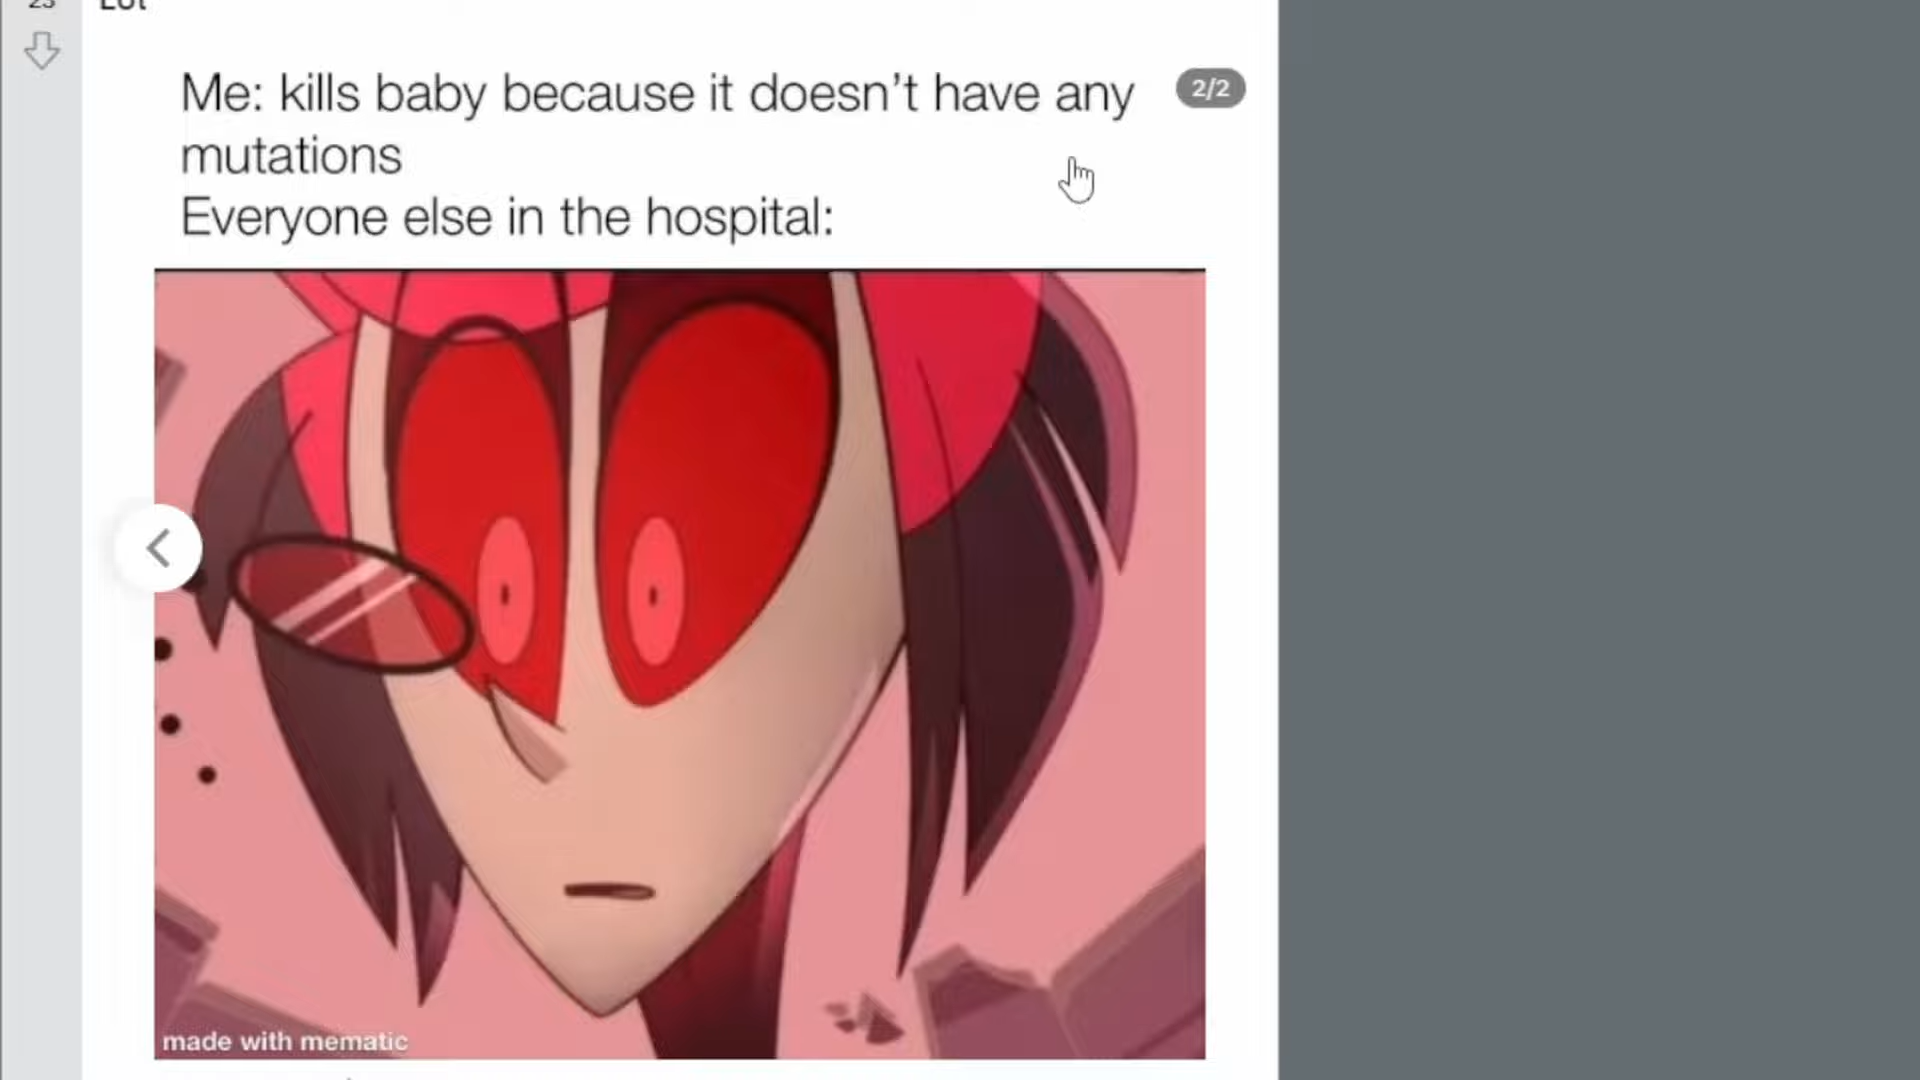 Me: kills baby because it doesn't have any
2/2
mutations
Everyone else in the hospital:
made with mematic